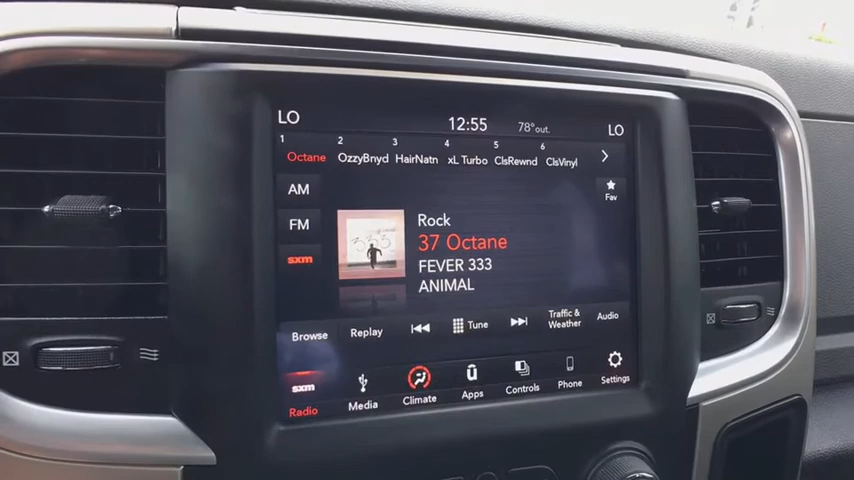 LO 12:55 78°out. LO
1 2 3 4 5 6
Octane OzzyBnyd HairNatn xL Turbo ClsRewnd ClsVinyl
AM
Fav
FM
sxm
333
Rock
37 Octane
FEVER 333
ANIMAL
Browse Replay Tune Traffic & Weather Audio
sxm
Radio Media Climate Apps Controls Phone Settings